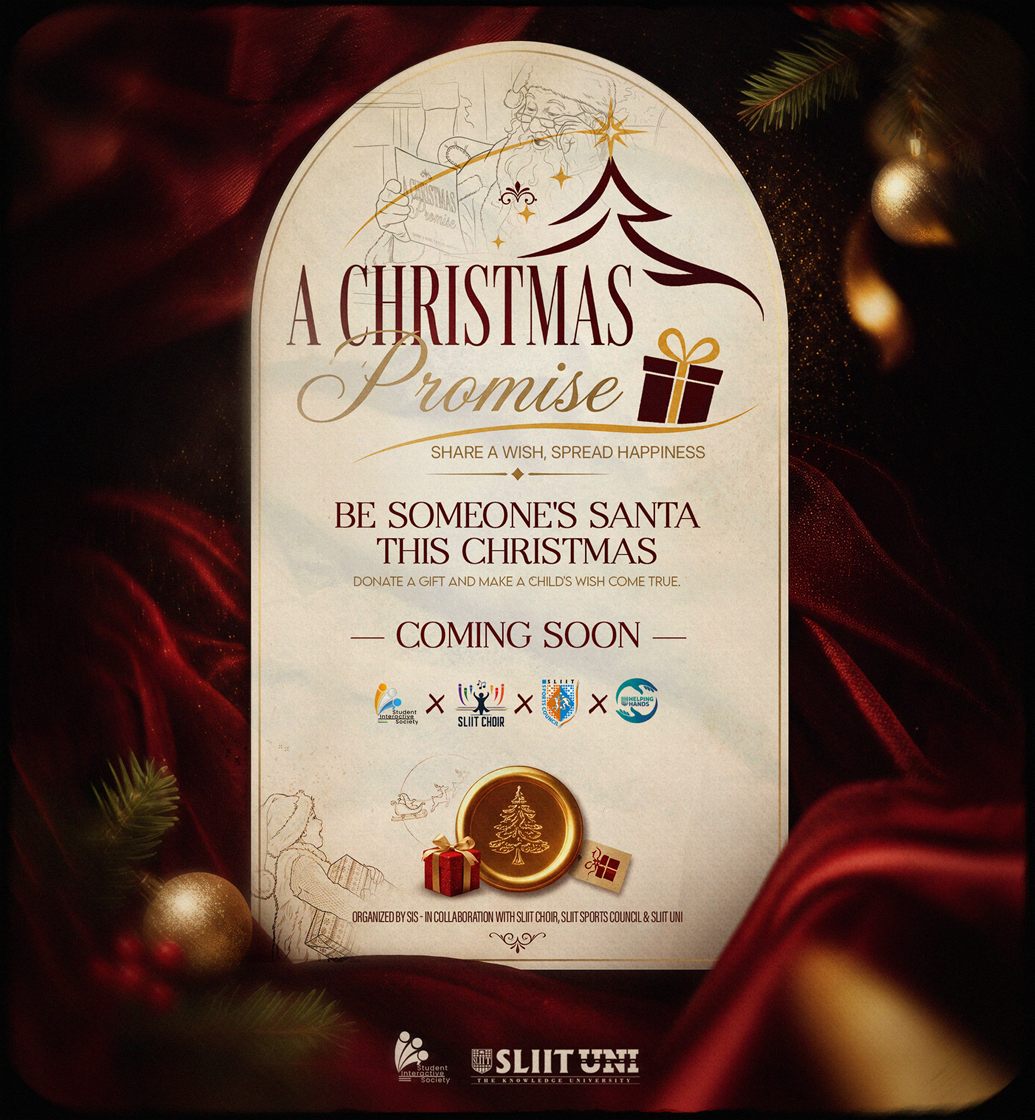 A CHRISTMAS
Promise
SHARE A WISH, SPREAD HAPPINESS
BE SOMEONE'S SANTA
THIS CHRISTMAS
DONATE A GIFT AND MAKE A CHILD'S WISH COME TRUE.
— COMING SOON —
Student
Interactive
Society
X
SLIIT CHOIR
X
SLIIT
SPORTS COUNCIL
X
HELPING
HANDS
ORGANIZED BY SIS - IN COLLABORATION WITH SLIIT CHOIR, SLIIT SPORTS COUNCIL & SLIIT UNI
Student
Interactive
Society
SLIIT UNI
THE KNOWLEDGE UNIVERSITY